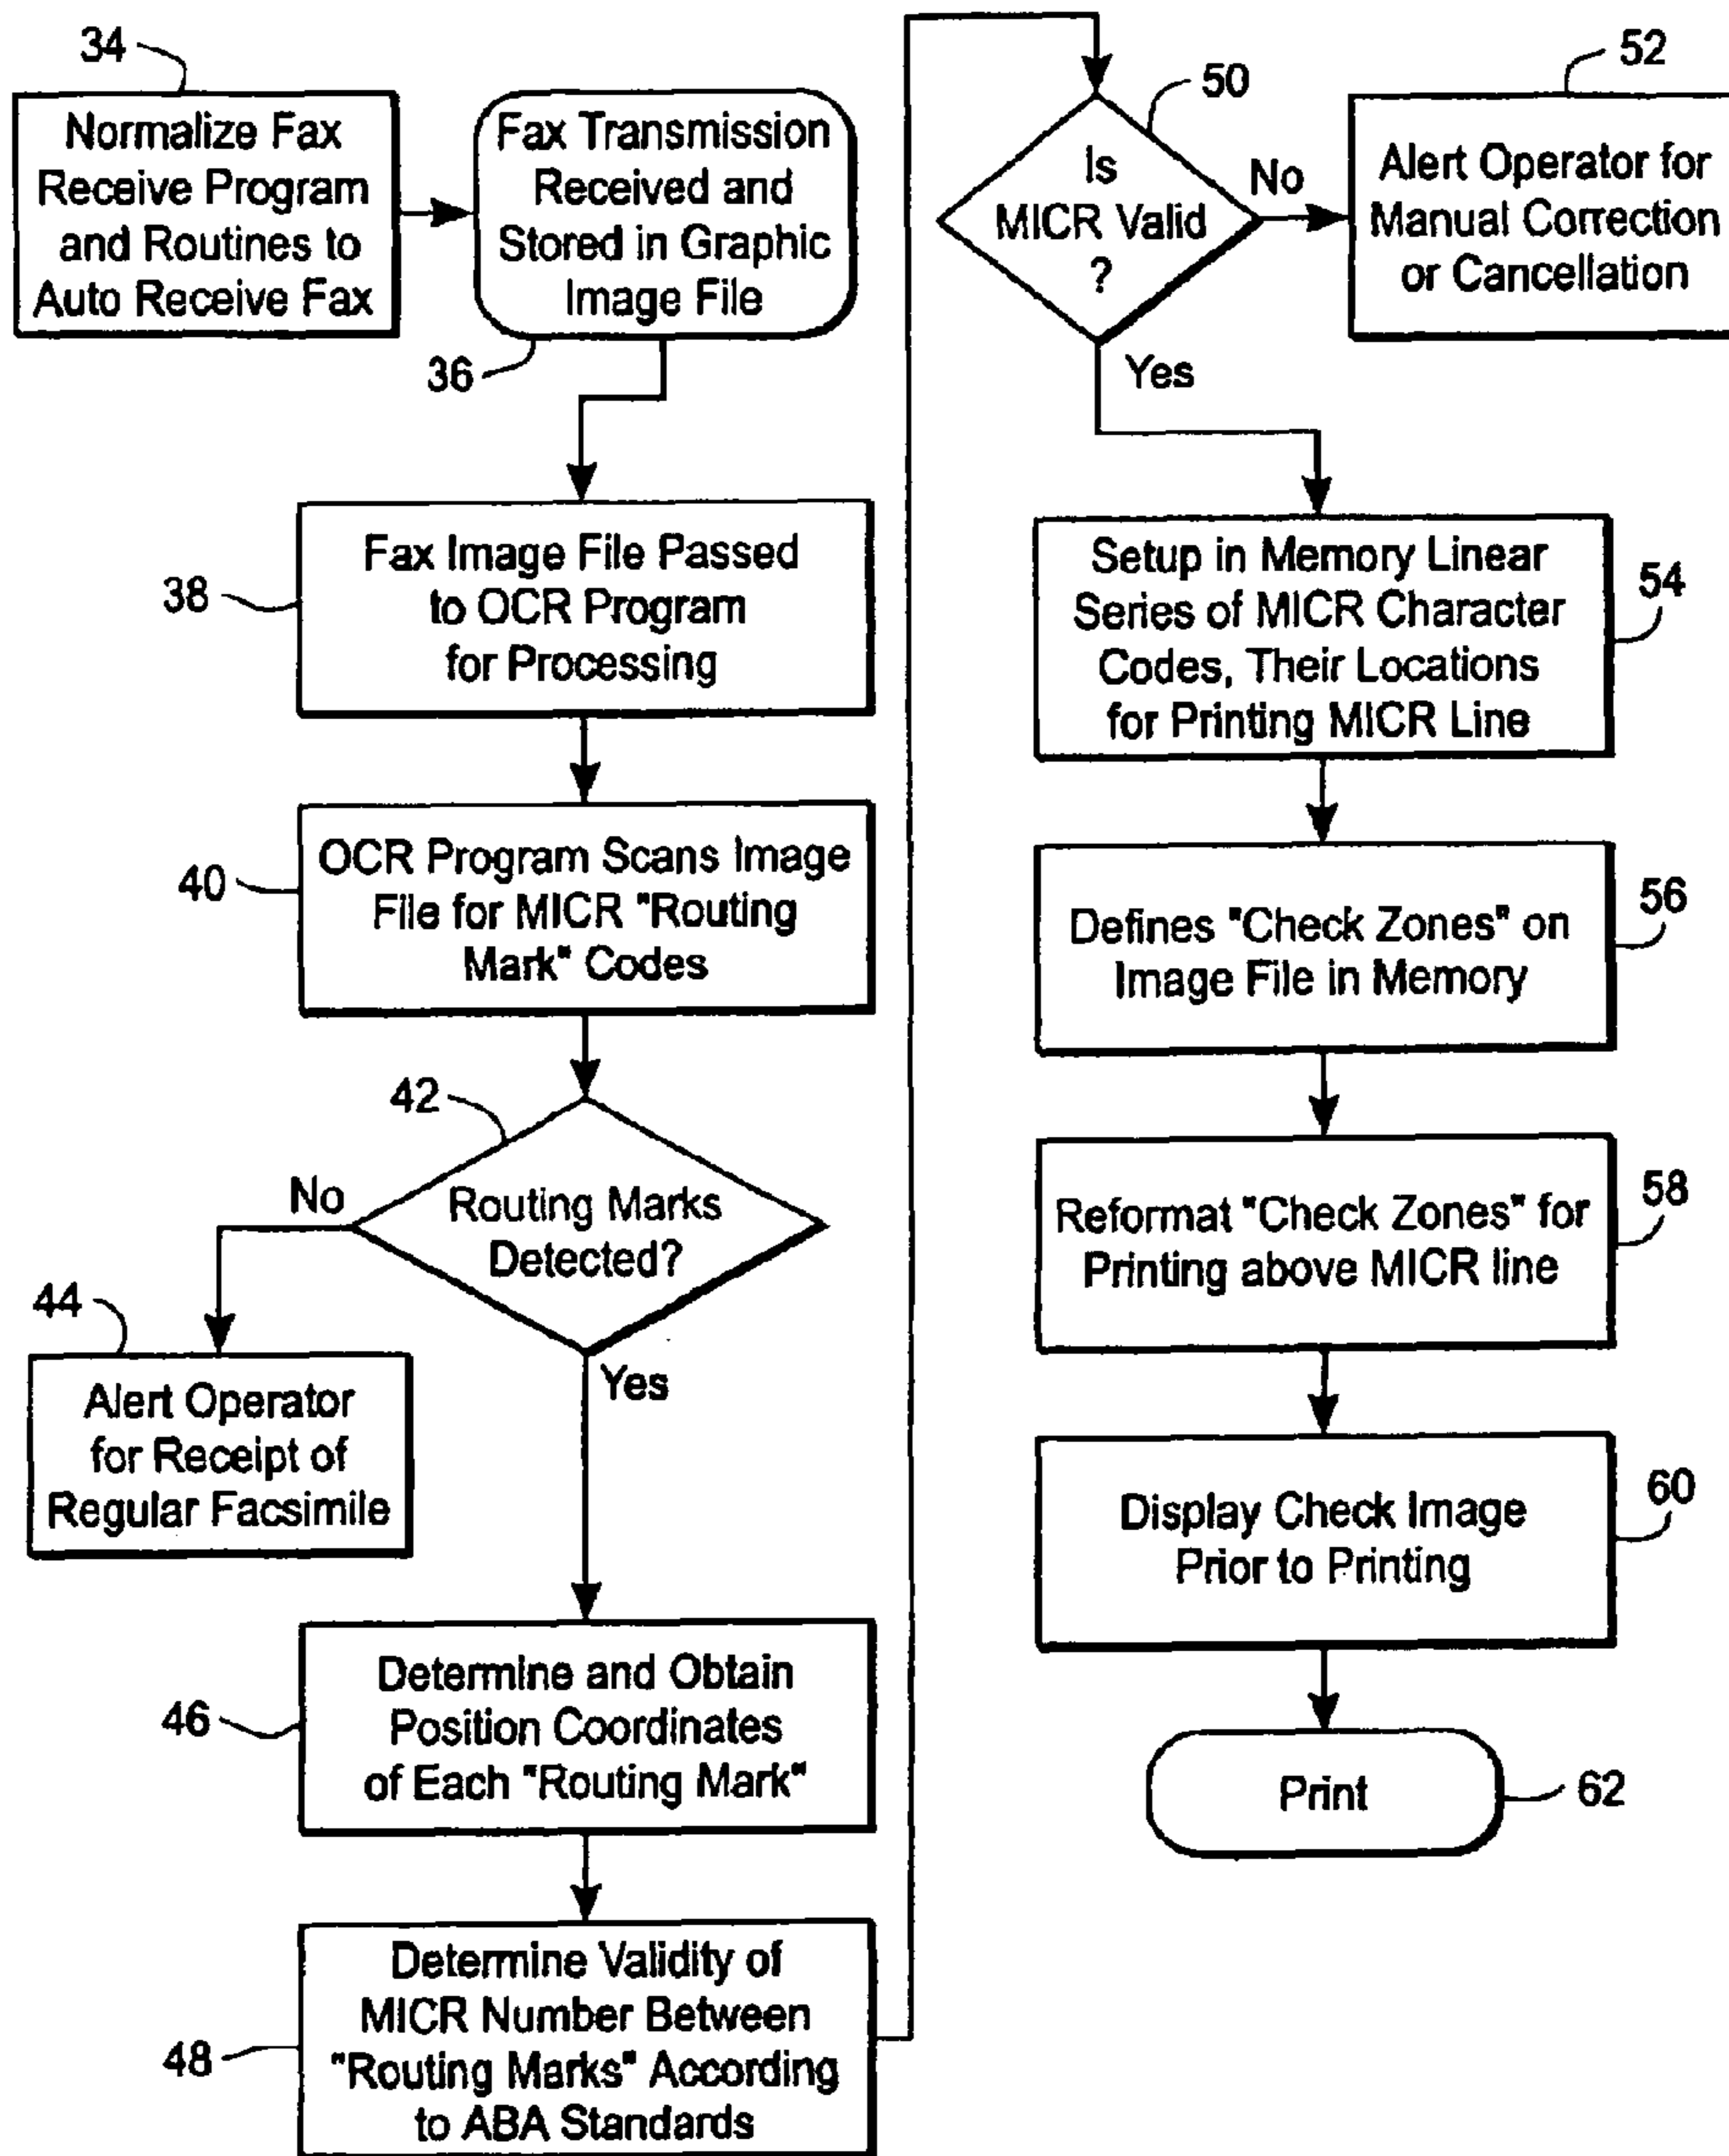 34
Normalize Fax
Receive Program
and Routines to
Auto Receive Fax
Fax Transmission
Received and
Stored in Graphic
Image File
36
38
Fax Image File Passed
to OCR Program
for Processing
40
OCR Program Scans Image
File for MICR "Routing
Mark" Codes
42
Routing Marks
Detected?
No
Yes
44
Alert Operator
for Receipt of
Regular Facsimile
46
Determine and Obtain
Position Coordinates
of Each "Routing Mark"
48
Determine Validity of
MICR Number Between
"Routing Marks" According
to ABA Standards
50
Is
MICR Valid
?
No
Yes
52
Alert Operator for
Manual Correction
or Cancellation
Setup in Memory Linear
Series of MICR Character
Codes, Their Locations
for Printing MICR Line
54
Defines "Check Zones" on
Image File in Memory
56
Reformat "Check Zones" for
Printing above MICR line
58
Display Check Image
Prior to Printing
60
Print
62